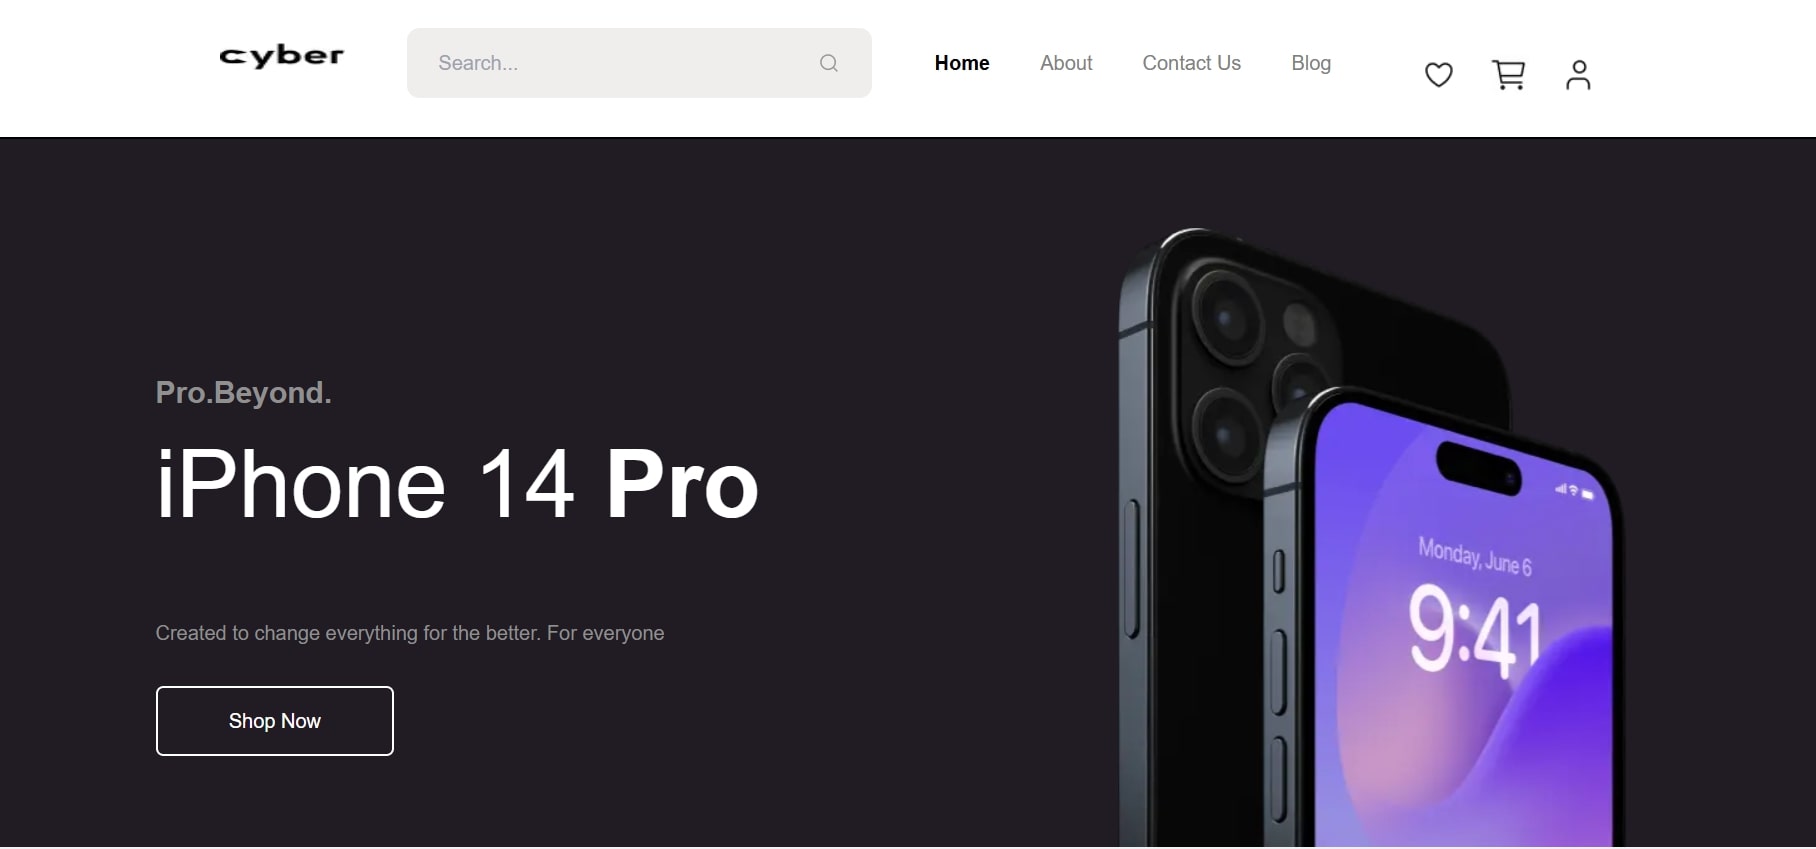 cyber
Search...
Home About Contact Us Blog
Pro.Beyond.
iPhone 14 Pro
Created to change everything for the better. For everyone
Shop Now
Monday, June 6
9:41